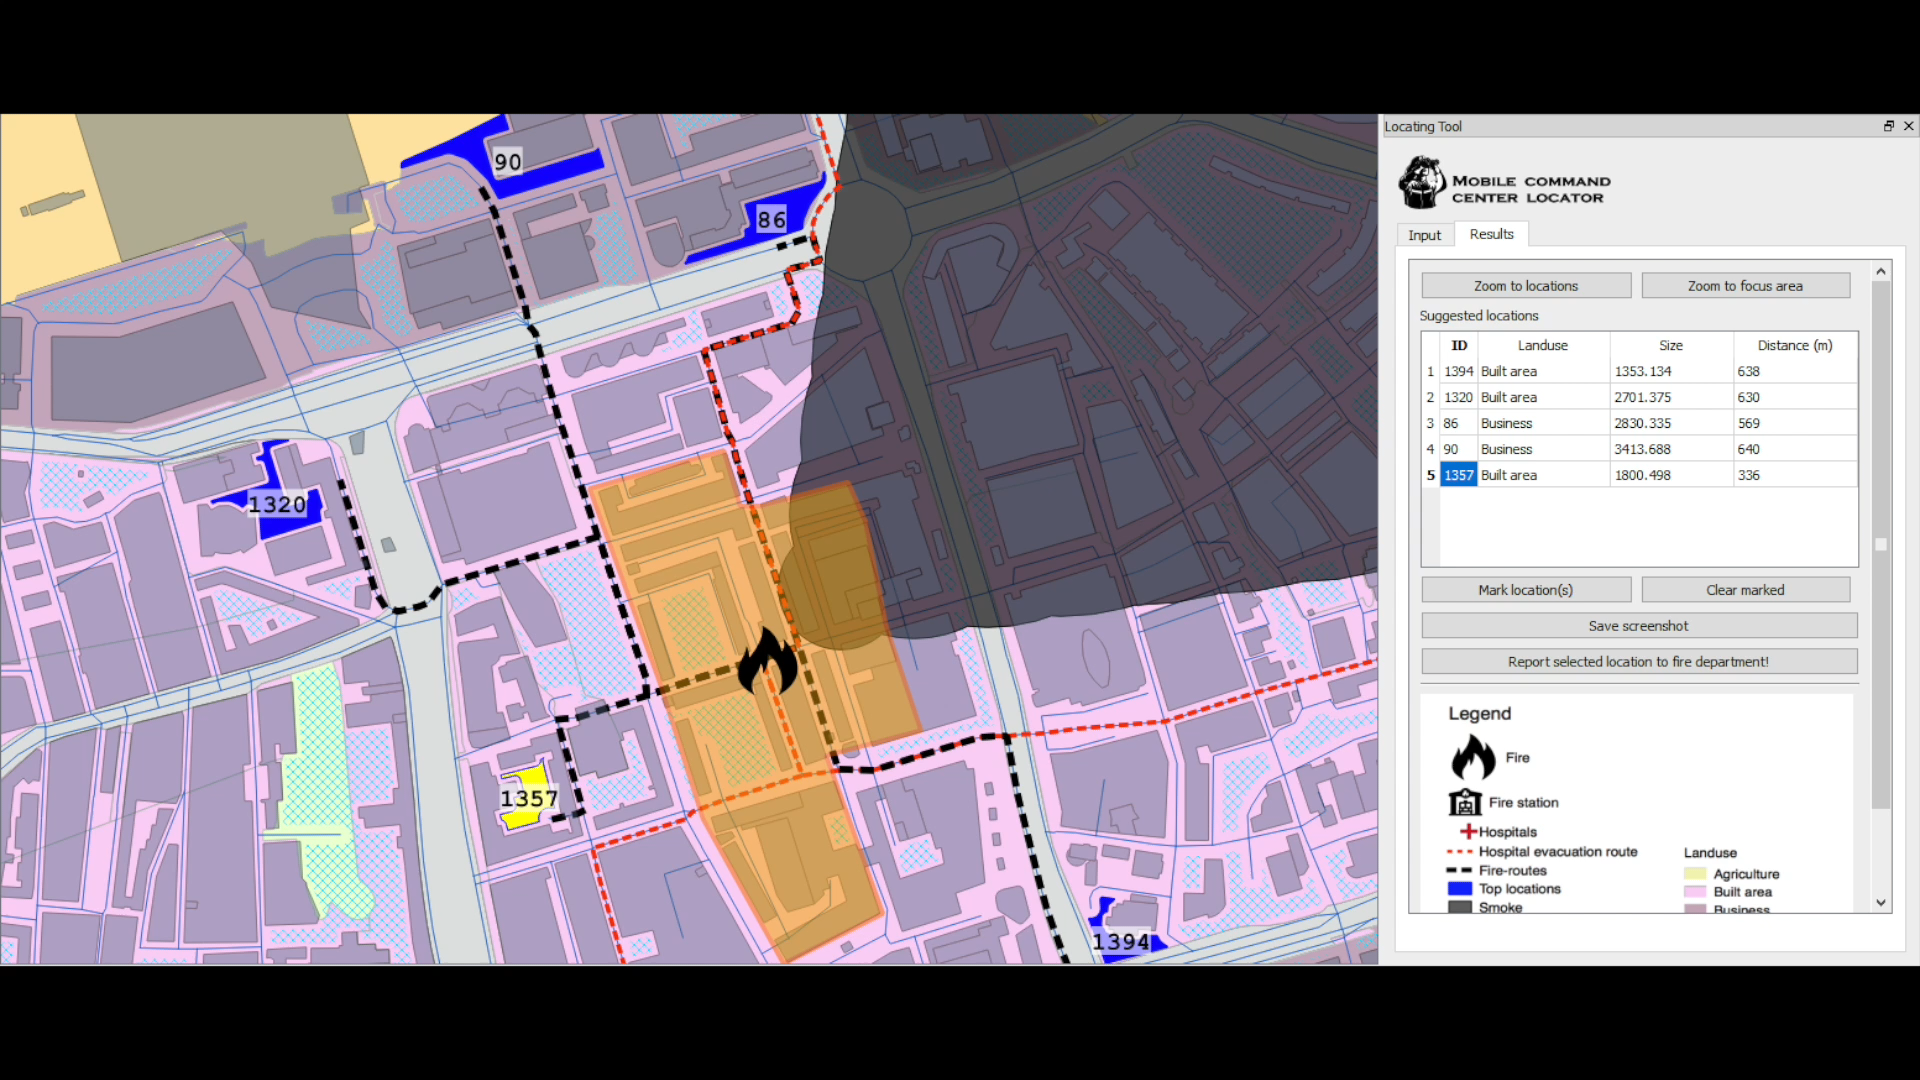 Locating Tool
MOBILE COMMAND
CENTER LOCATOR
Input
Results
Zoom to locations
Zoom to focus area
Suggested locations
ID Landuse Size Distance (m)
1 1394 Built area 1353.134 638
2 1320 Built area 2701.375 630
3 86 Business 2830.335 569
4 90 Business 3413.688 640
5 1357 Built area 1800.498 336
Mark location(s)
Clear marked
Save screenshot
Report selected location to fire department!
Legend
Fire
Fire station
Hospitals
Hospital evacuation route
Fire-routes
Top locations
Smoke
Landuse
Agriculture
Built area
Business
90
86
1320
1357
1394